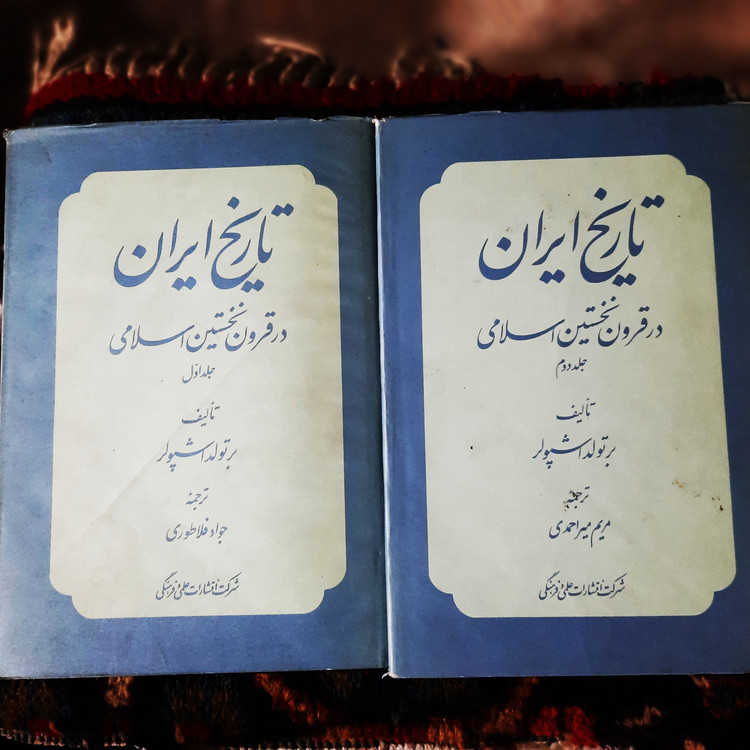 تاریخ ایران
در قرون نخستین اسلامی
جلد اول
تألیف
برتولد اشپولر
ترجمهٔ
جواد فلاطوری
شرکت انتشارات علمی و فرهنگی
تاریخ ایران
در قرون نخستین اسلامی
جلد دوم
تألیف
برتولد اشپولر
ترجمهٔ
مریم میراحمدی
شرکت انتشارات علمی و فرهنگی